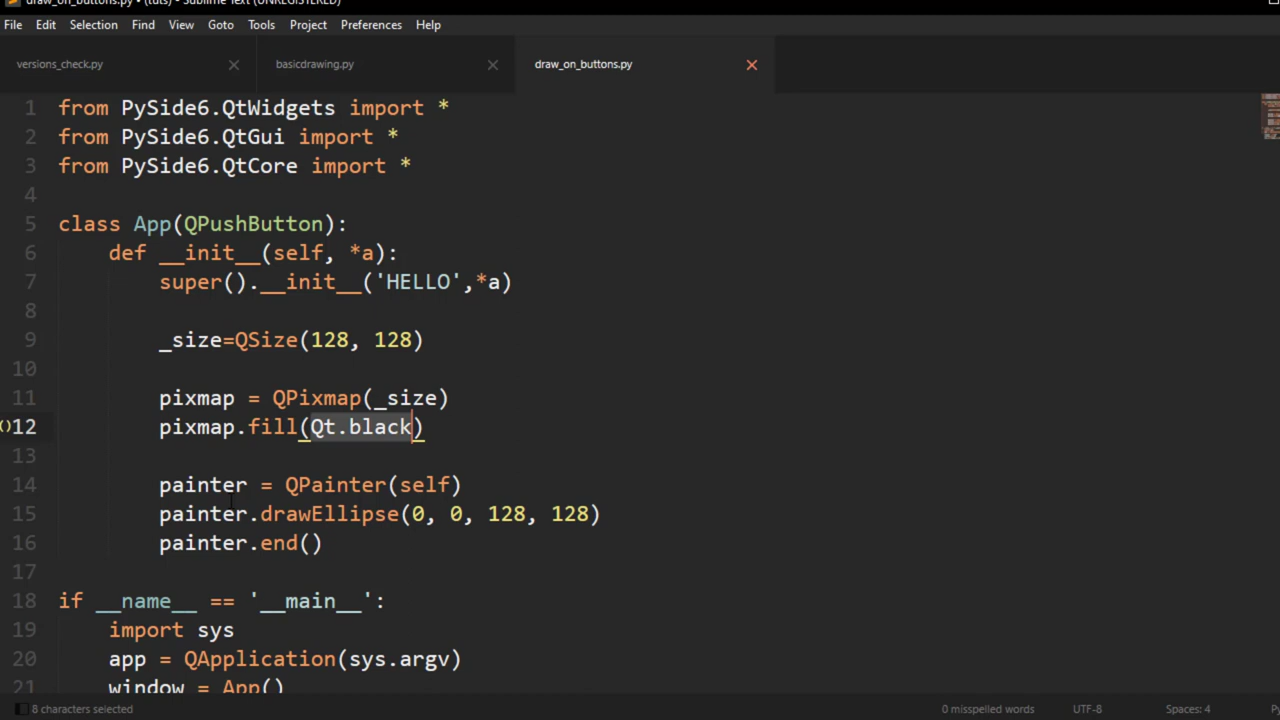 draw_on_buttons.py • (tuts) - Sublime Text (UNREGISTERED)
File Edit Selection Find View Goto Tools Project Preferences Help
versions_check.py basicdrawing.py draw_on_buttons.py
1 from PySide6.QtWidgets import *
2 from PySide6.QtGui import *
3 from PySide6.QtCore import *
4
5 class App(QPushButton):
6 def __init__(self, *a):
7 super().__init__('HELLO',*a)
8
9 _size=QSize(128, 128)
10
11 pixmap = QPixmap(_size)
12 pixmap.fill(Qt.black)
13
14 painter = QPainter(self)
15 painter.drawEllipse(0, 0, 128, 128)
16 painter.end()
17
18 if __name__ == '__main__':
19 import sys
20 app = QApplication(sys.argv)
21 window = App()
8 characters selected 0 misspelled words UTF-8 Spaces: 4